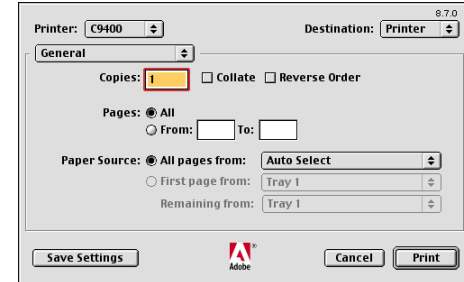 8.7.0
Printer: C9400 Destination: Printer
General
Copies: 1 Collate Reverse Order
Pages: All
From: To:
Paper Source: All pages from: Auto Select
First page from: Tray 1
Remaining from: Tray 1
Save Settings Adobe Cancel Print